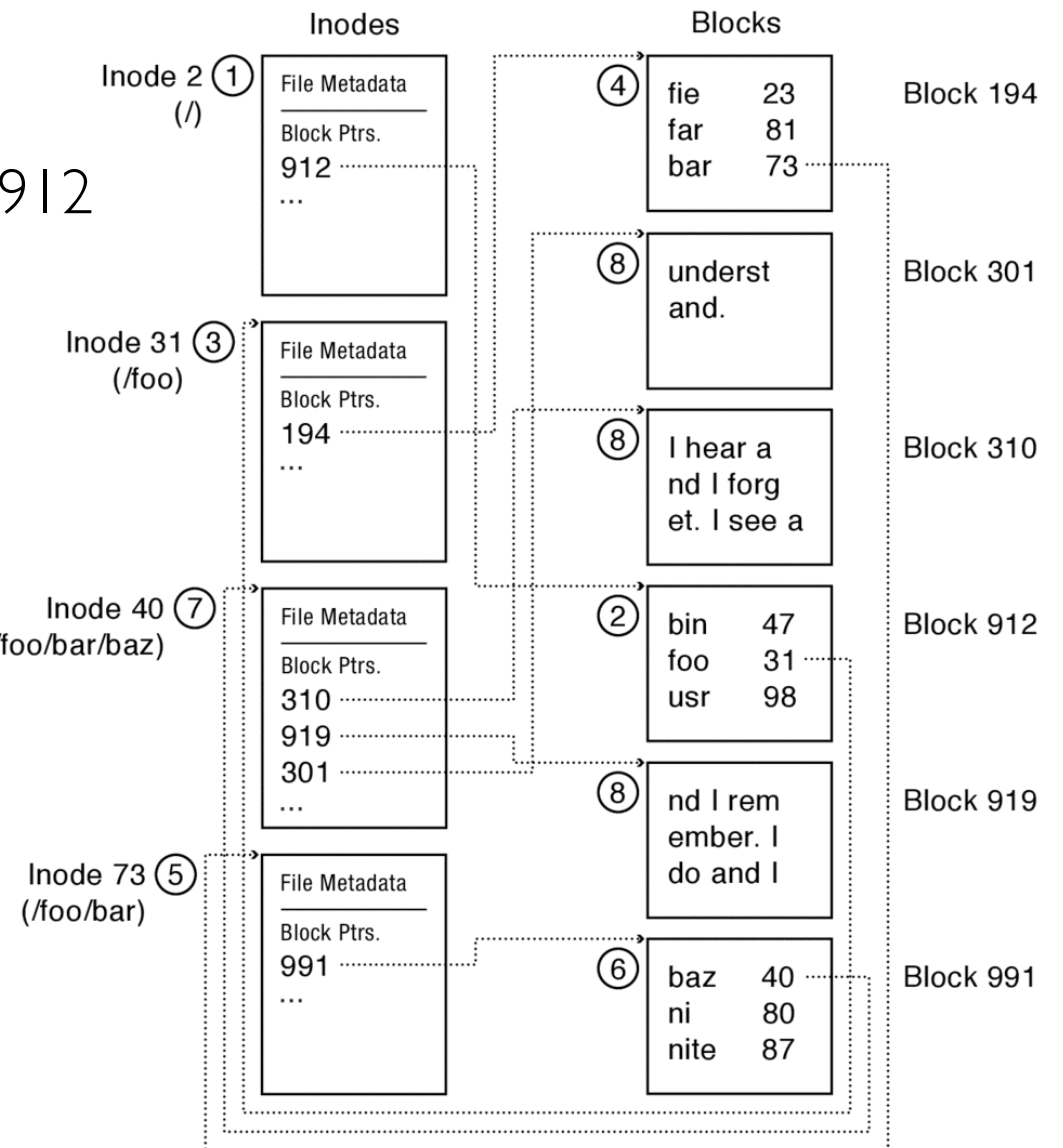 Inodes
Blocks
Inode 2 ①
(/)
File Metadata
Block Ptrs.
912
...
④
fie 23
far 81
bar 73
Block 194
912
⑧
underst
and.
Block 301
Inode 31 ③
(/foo)
File Metadata
Block Ptrs.
194
...
⑧
I hear a
nd I forg
et. I see a
Block 310
Inode 40 ⑦
/foo/bar/baz)
File Metadata
Block Ptrs.
310
919
301
...
②
bin 47
foo 31
usr 98
Block 912
⑧
nd I rem
ember. I
do and I
Block 919
Inode 73 ⑤
(/foo/bar)
File Metadata
Block Ptrs.
991
...
⑥
baz 40
ni 80
nite 87
Block 991